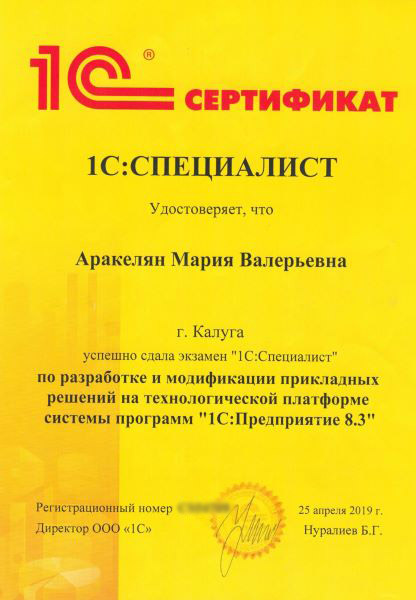 1С® СЕРТИФИКАТ
1С:СПЕЦИАЛИСТ
Удостоверяет, что
Аракелян Мария Валерьевна
г. Калуга
успешно сдала экзамен "1С:Специалист"
по разработке и модификации прикладных
решений на технологической платформе
системы программ "1С:Предприятие 8.3"
Регистрационный номер 25 апреля 2019 г.
Директор ООО «1С» Нуралиев Б.Г.